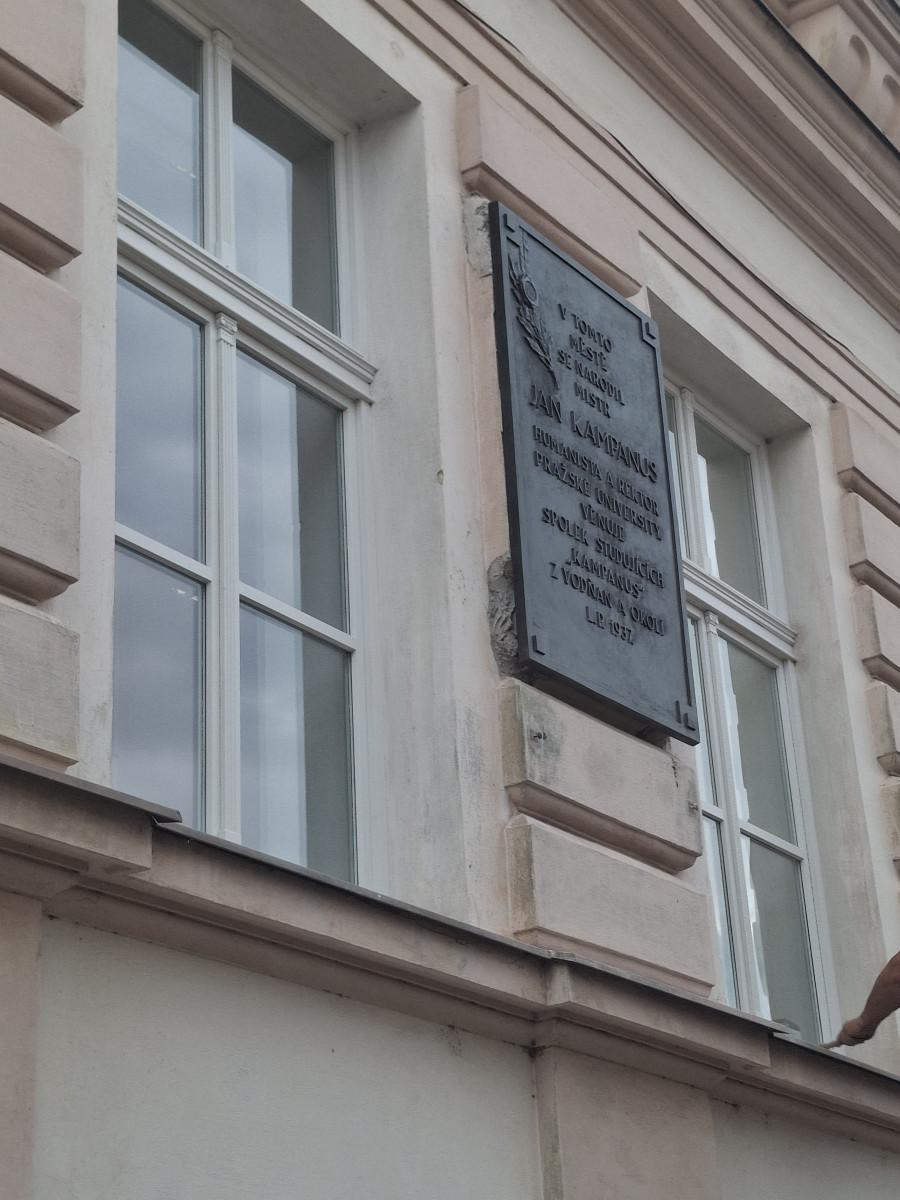 V TOMTO
MĚSTĚ
SE NARODIL
MISTR
JAN KAMPANUS
HUMANISTA A REKTOR
PRAŽSKÉ UNIVERSITY.
VĚNUJE
SPOLEK STUDUJÍCÍCH
„KAMPANUS“
Z VODŇAN A OKOLÍ
L.P. 1937.